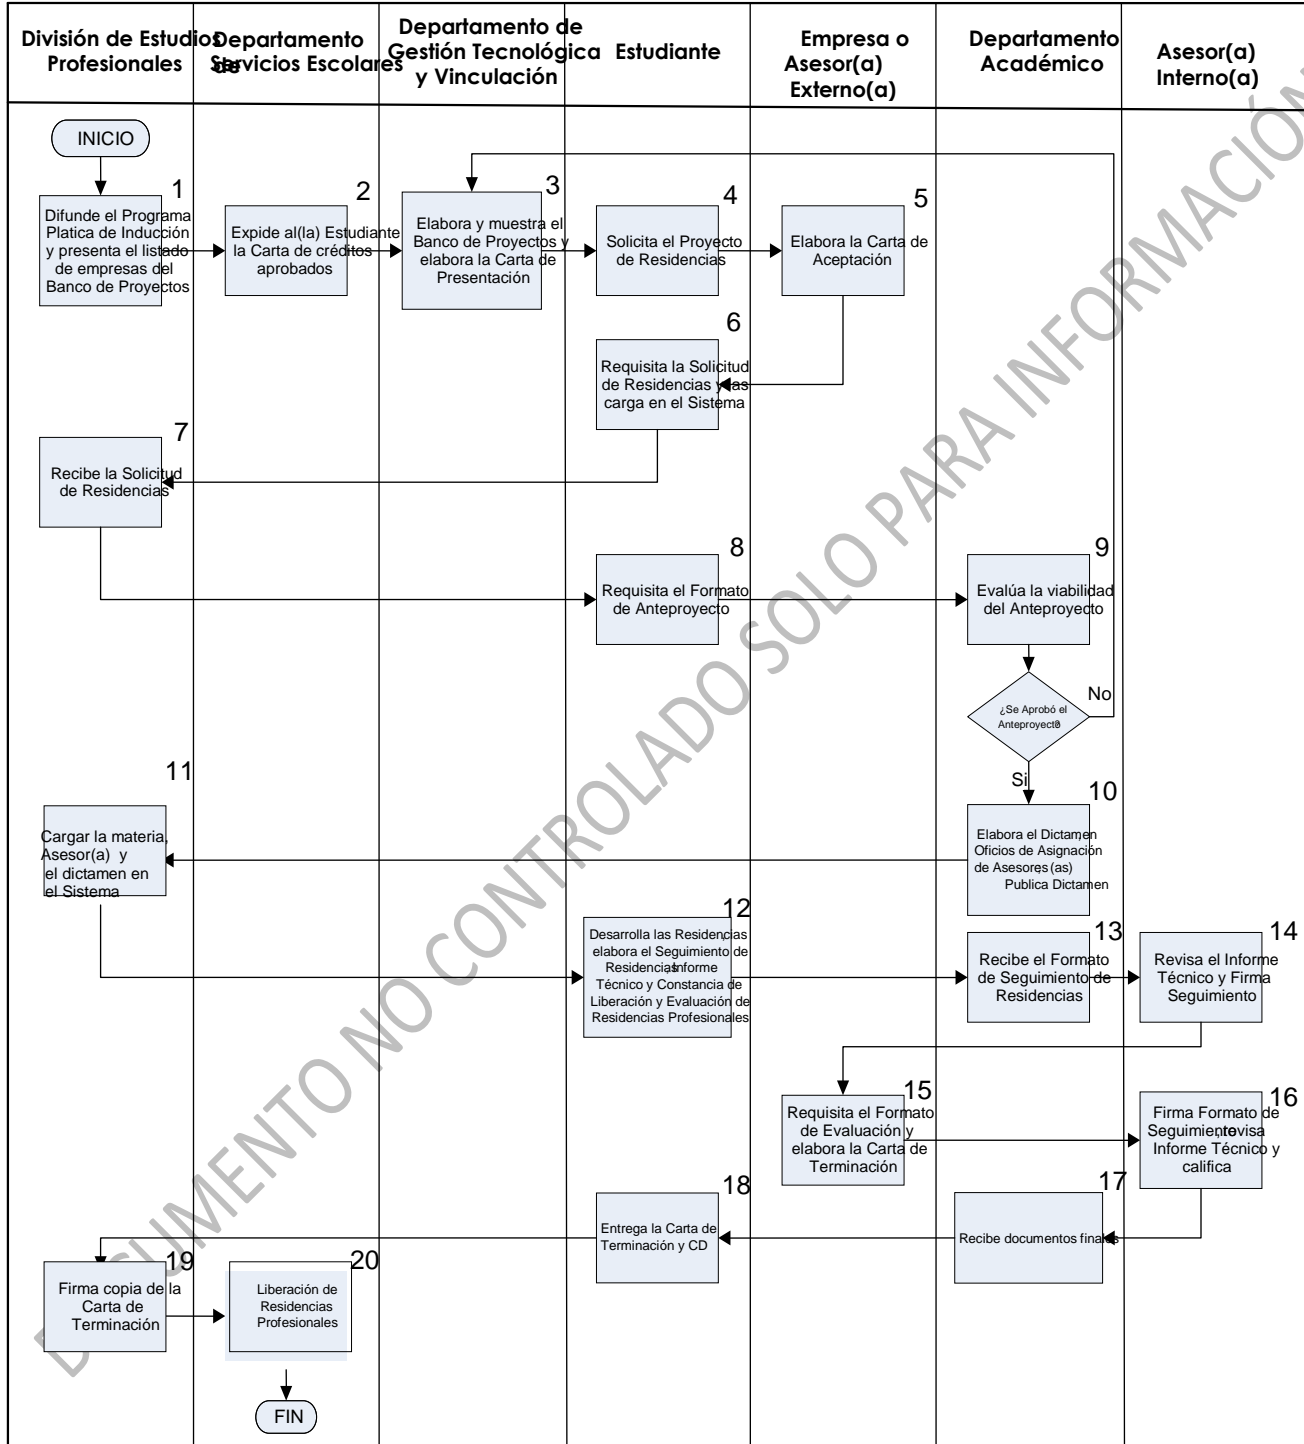 División de Estudios
Profesionales
Departamento
de
Servicios Escolares
Departamento de
Gestión Tecnológica
y Vinculación
Estudiante
Empresa o
Asesor(a)
Externo(a)
Departamento
Académico
Asesor(a)
Interno(a)
INICIO
1
Difunde el Programa
Platica de Inducción
y presenta el listado
de empresas del
Banco de Proyectos
2
Expide al(la) Estudiante
la Carta de créditos
aprobados
3
Elabora y muestra el
Banco de Proyectos y
elabora la Carta de
Presentación
4
Solicita el Proyecto
de Residencias
5
Elabora la Carta de
Aceptación
6
Requisita la Solicitud
de Residencias y las
carga en el Sistema
7
Recibe la Solicitud
de Residencias
8
Requisita el Formato
de Anteproyecto
9
Evalúa la viabilidad
del Anteproyecto
¿Se Aprobó el
Anteproyecto?
No
Si
10
Elabora el Dictamen,
Oficios de Asignación
de Asesores(as)
Publica Dictamen
11
Cargar la materia,
Asesor(a) y
el dictamen en
el Sistema
12
Desarrolla las Residencias,
elabora el Seguimiento de
Residencias, Informe
Técnico y Constancia de
Liberación y Evaluación de
Residencias Profesionales
13
Recibe el Formato
de Seguimiento de
Residencias
14
Revisa el Informe
Técnico y Firma
Seguimiento
15
Requisita el Formato
de Evaluación y
elabora la Carta de
Terminación
16
Firma Formato de
Seguimiento, revisa
Informe Técnico y
califica
17
Recibe documentos finales
18
Entrega la Carta de
Terminación y CD
19
Firma copia de la
Carta de
Terminación
20
Liberación de
Residencias
Profesionales
FIN
DOCUMENTO NO CONTROLADO SOLO PARA INFORMACIÓN